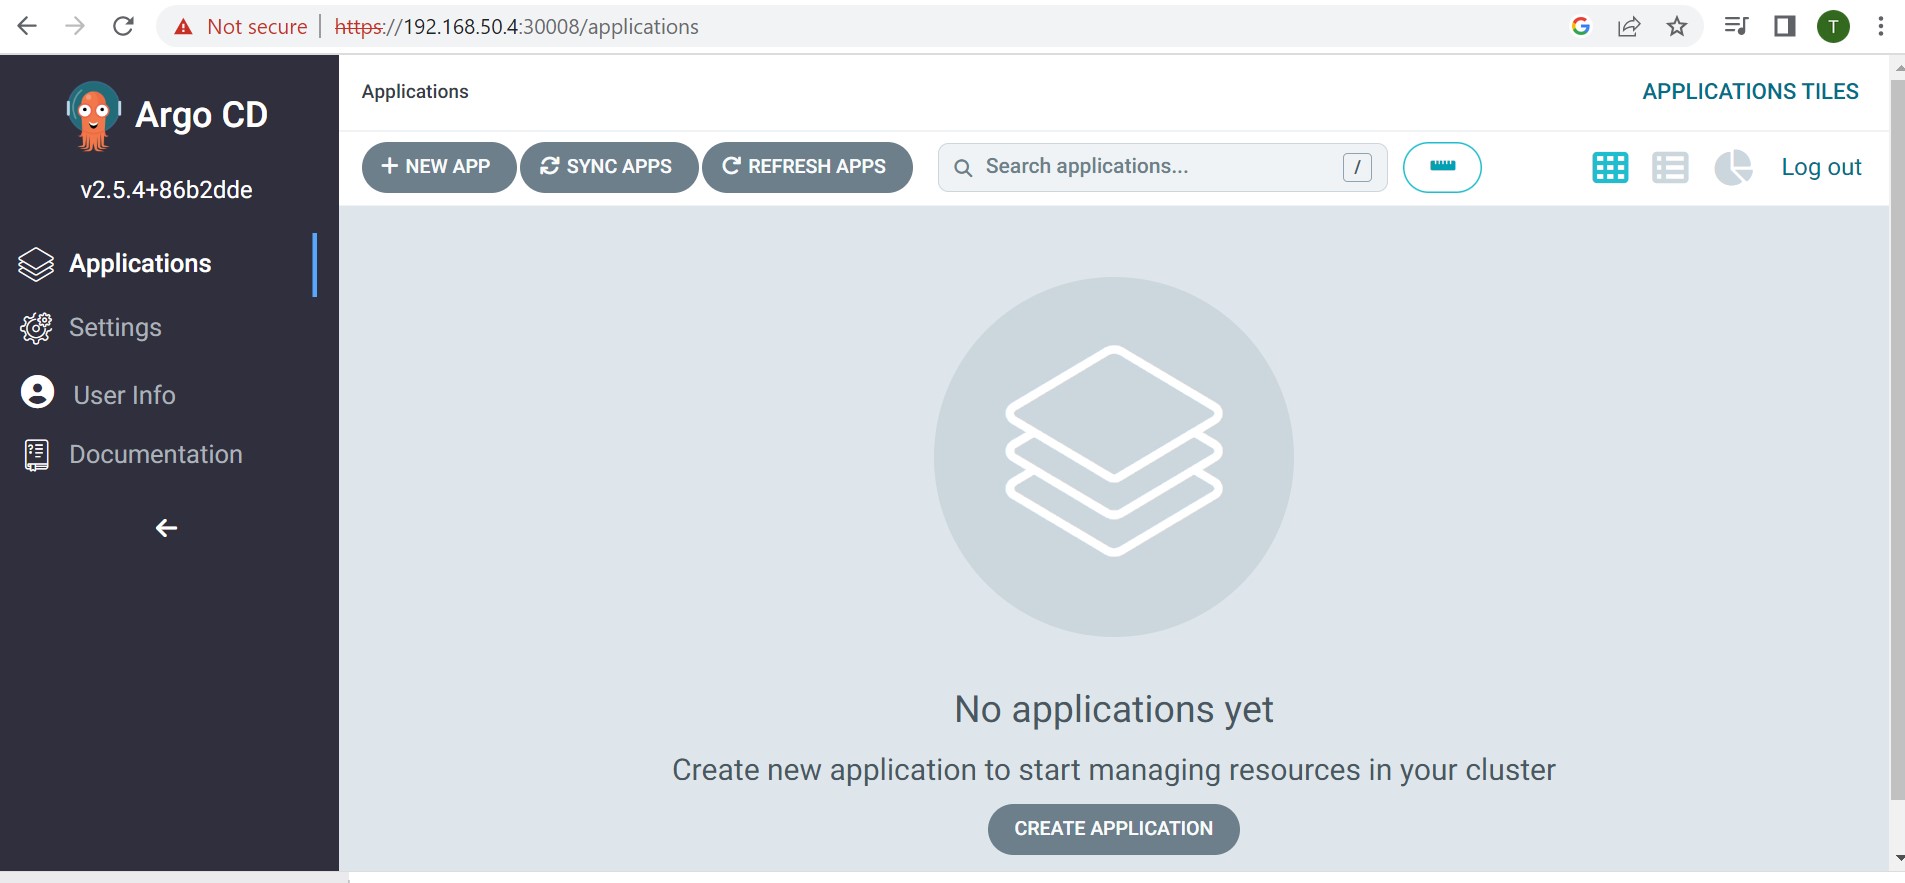 Not secure | https://192.168.50.4:30008/applications
T
Argo CD
v2.5.4+86b2dde
Applications
Settings
User Info
Documentation
Applications
APPLICATIONS TILES
+ NEW APP
SYNC APPS
REFRESH APPS
Search applications...
/
Log out
No applications yet
Create new application to start managing resources in your cluster
CREATE APPLICATION